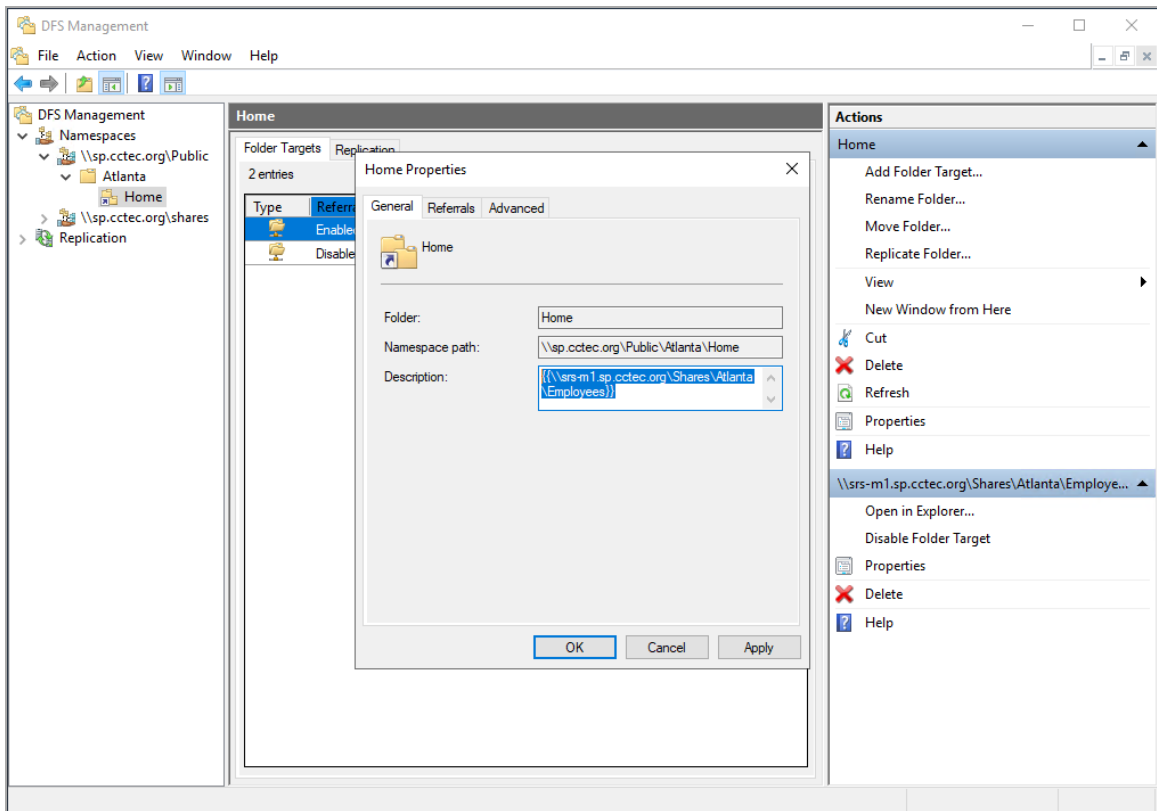 DFS Management
File Action View Window Help
DFS Management
Namespaces
\\sp.cctec.org\Public
Atlanta
Home
\\sp.cctec.org\shares
Replication
Home
Folder Targets Replication
2 entries
Type
Enabled
Home Properties
General Referrals Advanced
Home
Folder: Home
Namespace path: \\sp.cctec.org\Public\Atlanta\Home
Description: {{\\srs-m1.sp.cctec.org\Shares\Atlanta
\Employees}}
OK Cancel Apply
Actions
Home
Add Folder Target...
Rename Folder...
Move Folder...
Replicate Folder...
View
New Window from Here
Cut
Delete
Refresh
Properties
Help
\\srs-m1.sp.cctec.org\Shares\Atlanta\Employe...
Open in Explorer...
Disable Folder Target
Properties
Delete
Help